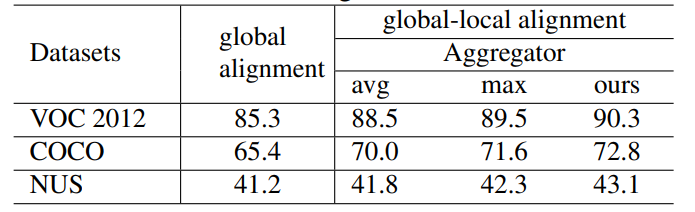 Datasets global alignment global-local alignment
Aggregator
avg max ours
VOC 2012 85.3 88.5 89.5 90.3
COCO 65.4 70.0 71.6 72.8
NUS 41.2 41.8 42.3 43.1